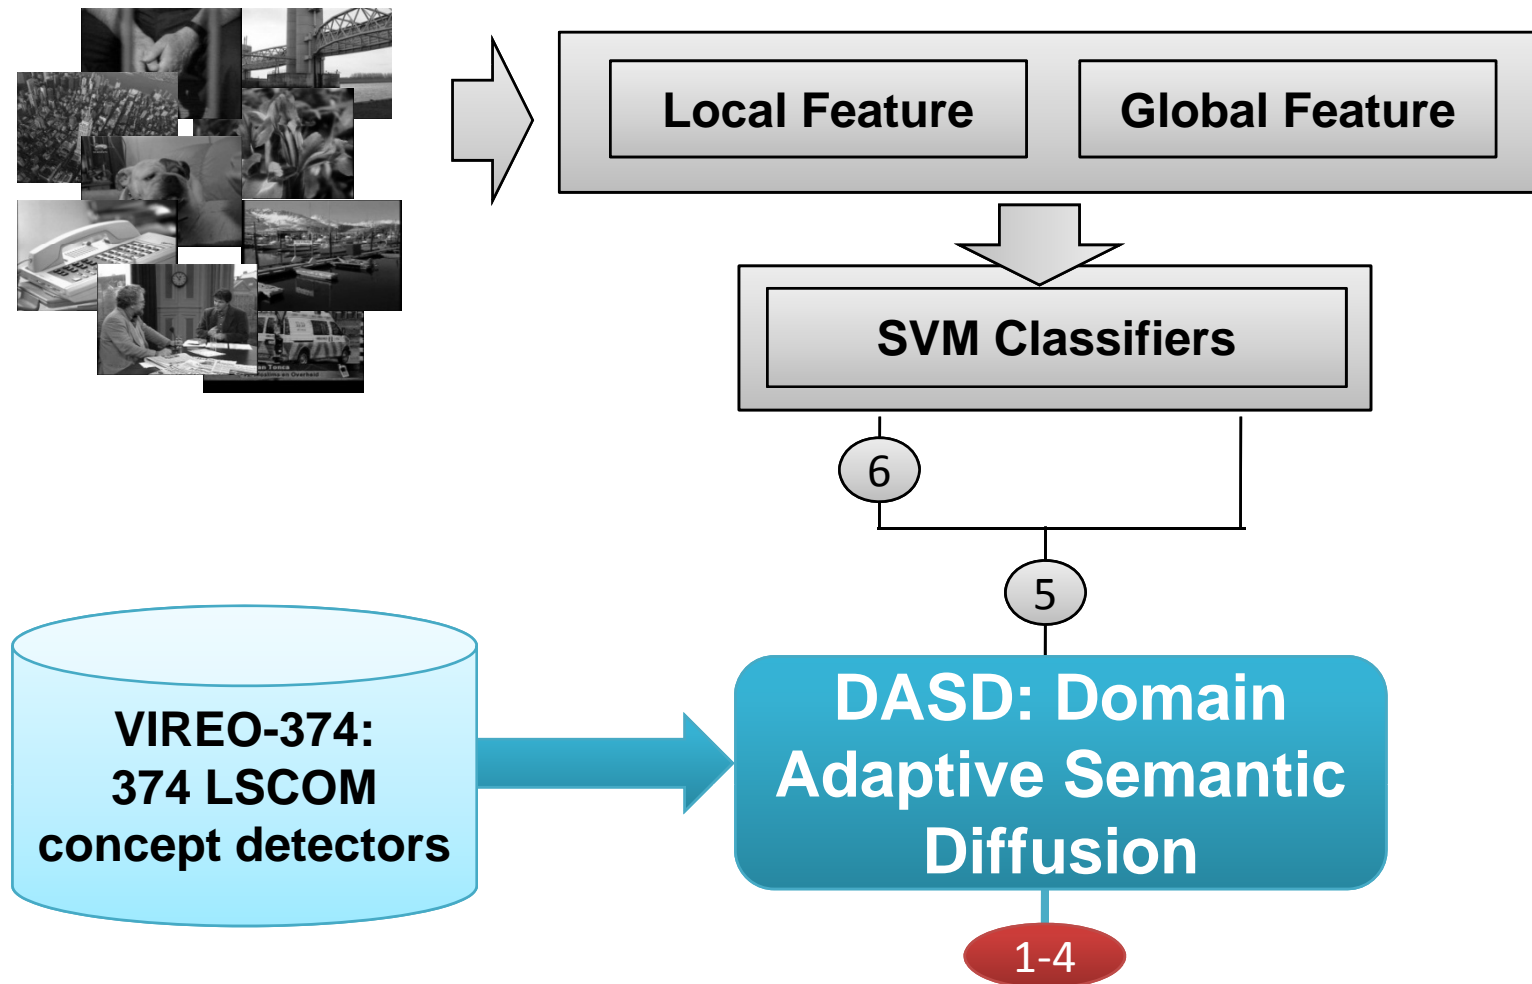 Local Feature
Global Feature
SVM Classifiers
6
5
VIREO-374:
374 LSCOM
concept detectors
DASD: Domain
Adaptive Semantic
Diffusion
1-4